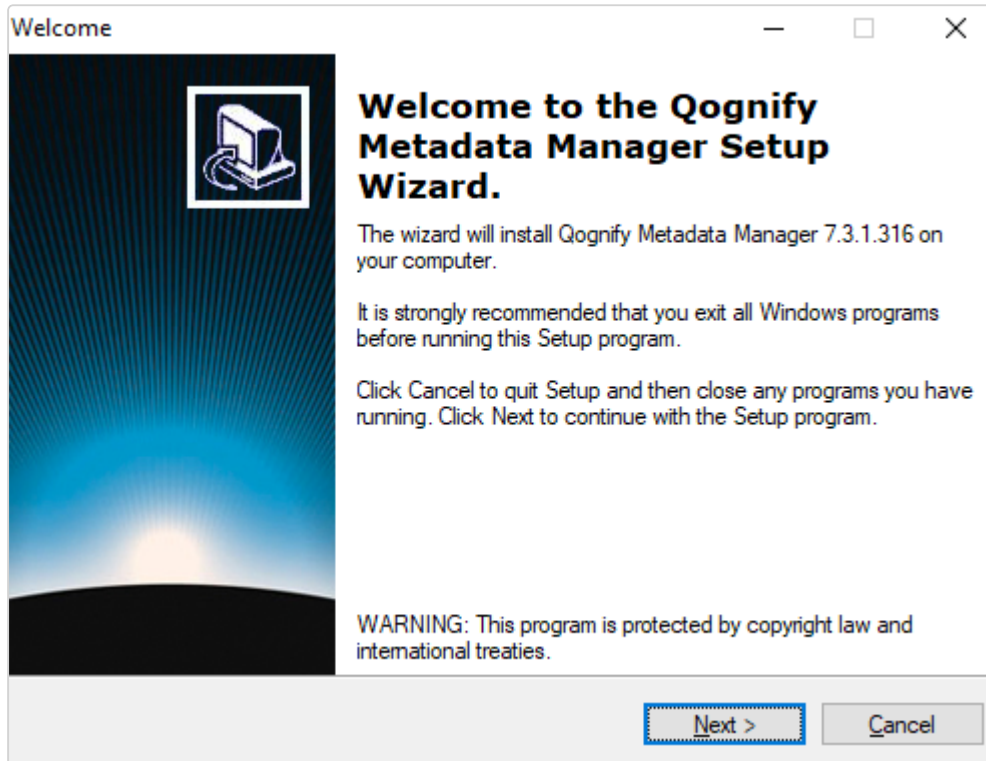 Welcome
Welcome to the Qognify
Metadata Manager Setup
Wizard.
The wizard will install Qognify Metadata Manager 7.3.1.316 on
your computer.
It is strongly recommended that you exit all Windows programs
before running this Setup program.
Click Cancel to quit Setup and then close any programs you have
running. Click Next to continue with the Setup program.
WARNING: This program is protected by copyright law and
international treaties.
Next >
Cancel